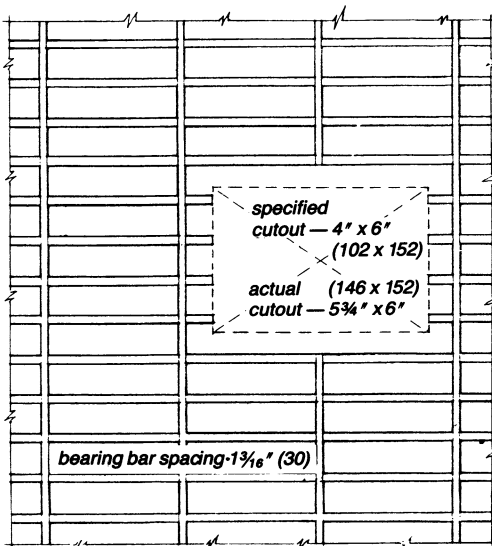 specified
cutout — 4" x 6"
(102 x 152)
actual (146 x 152)
cutout — 5¾" x 6"
bearing bar spacing·1³⁄₁₆" (30)